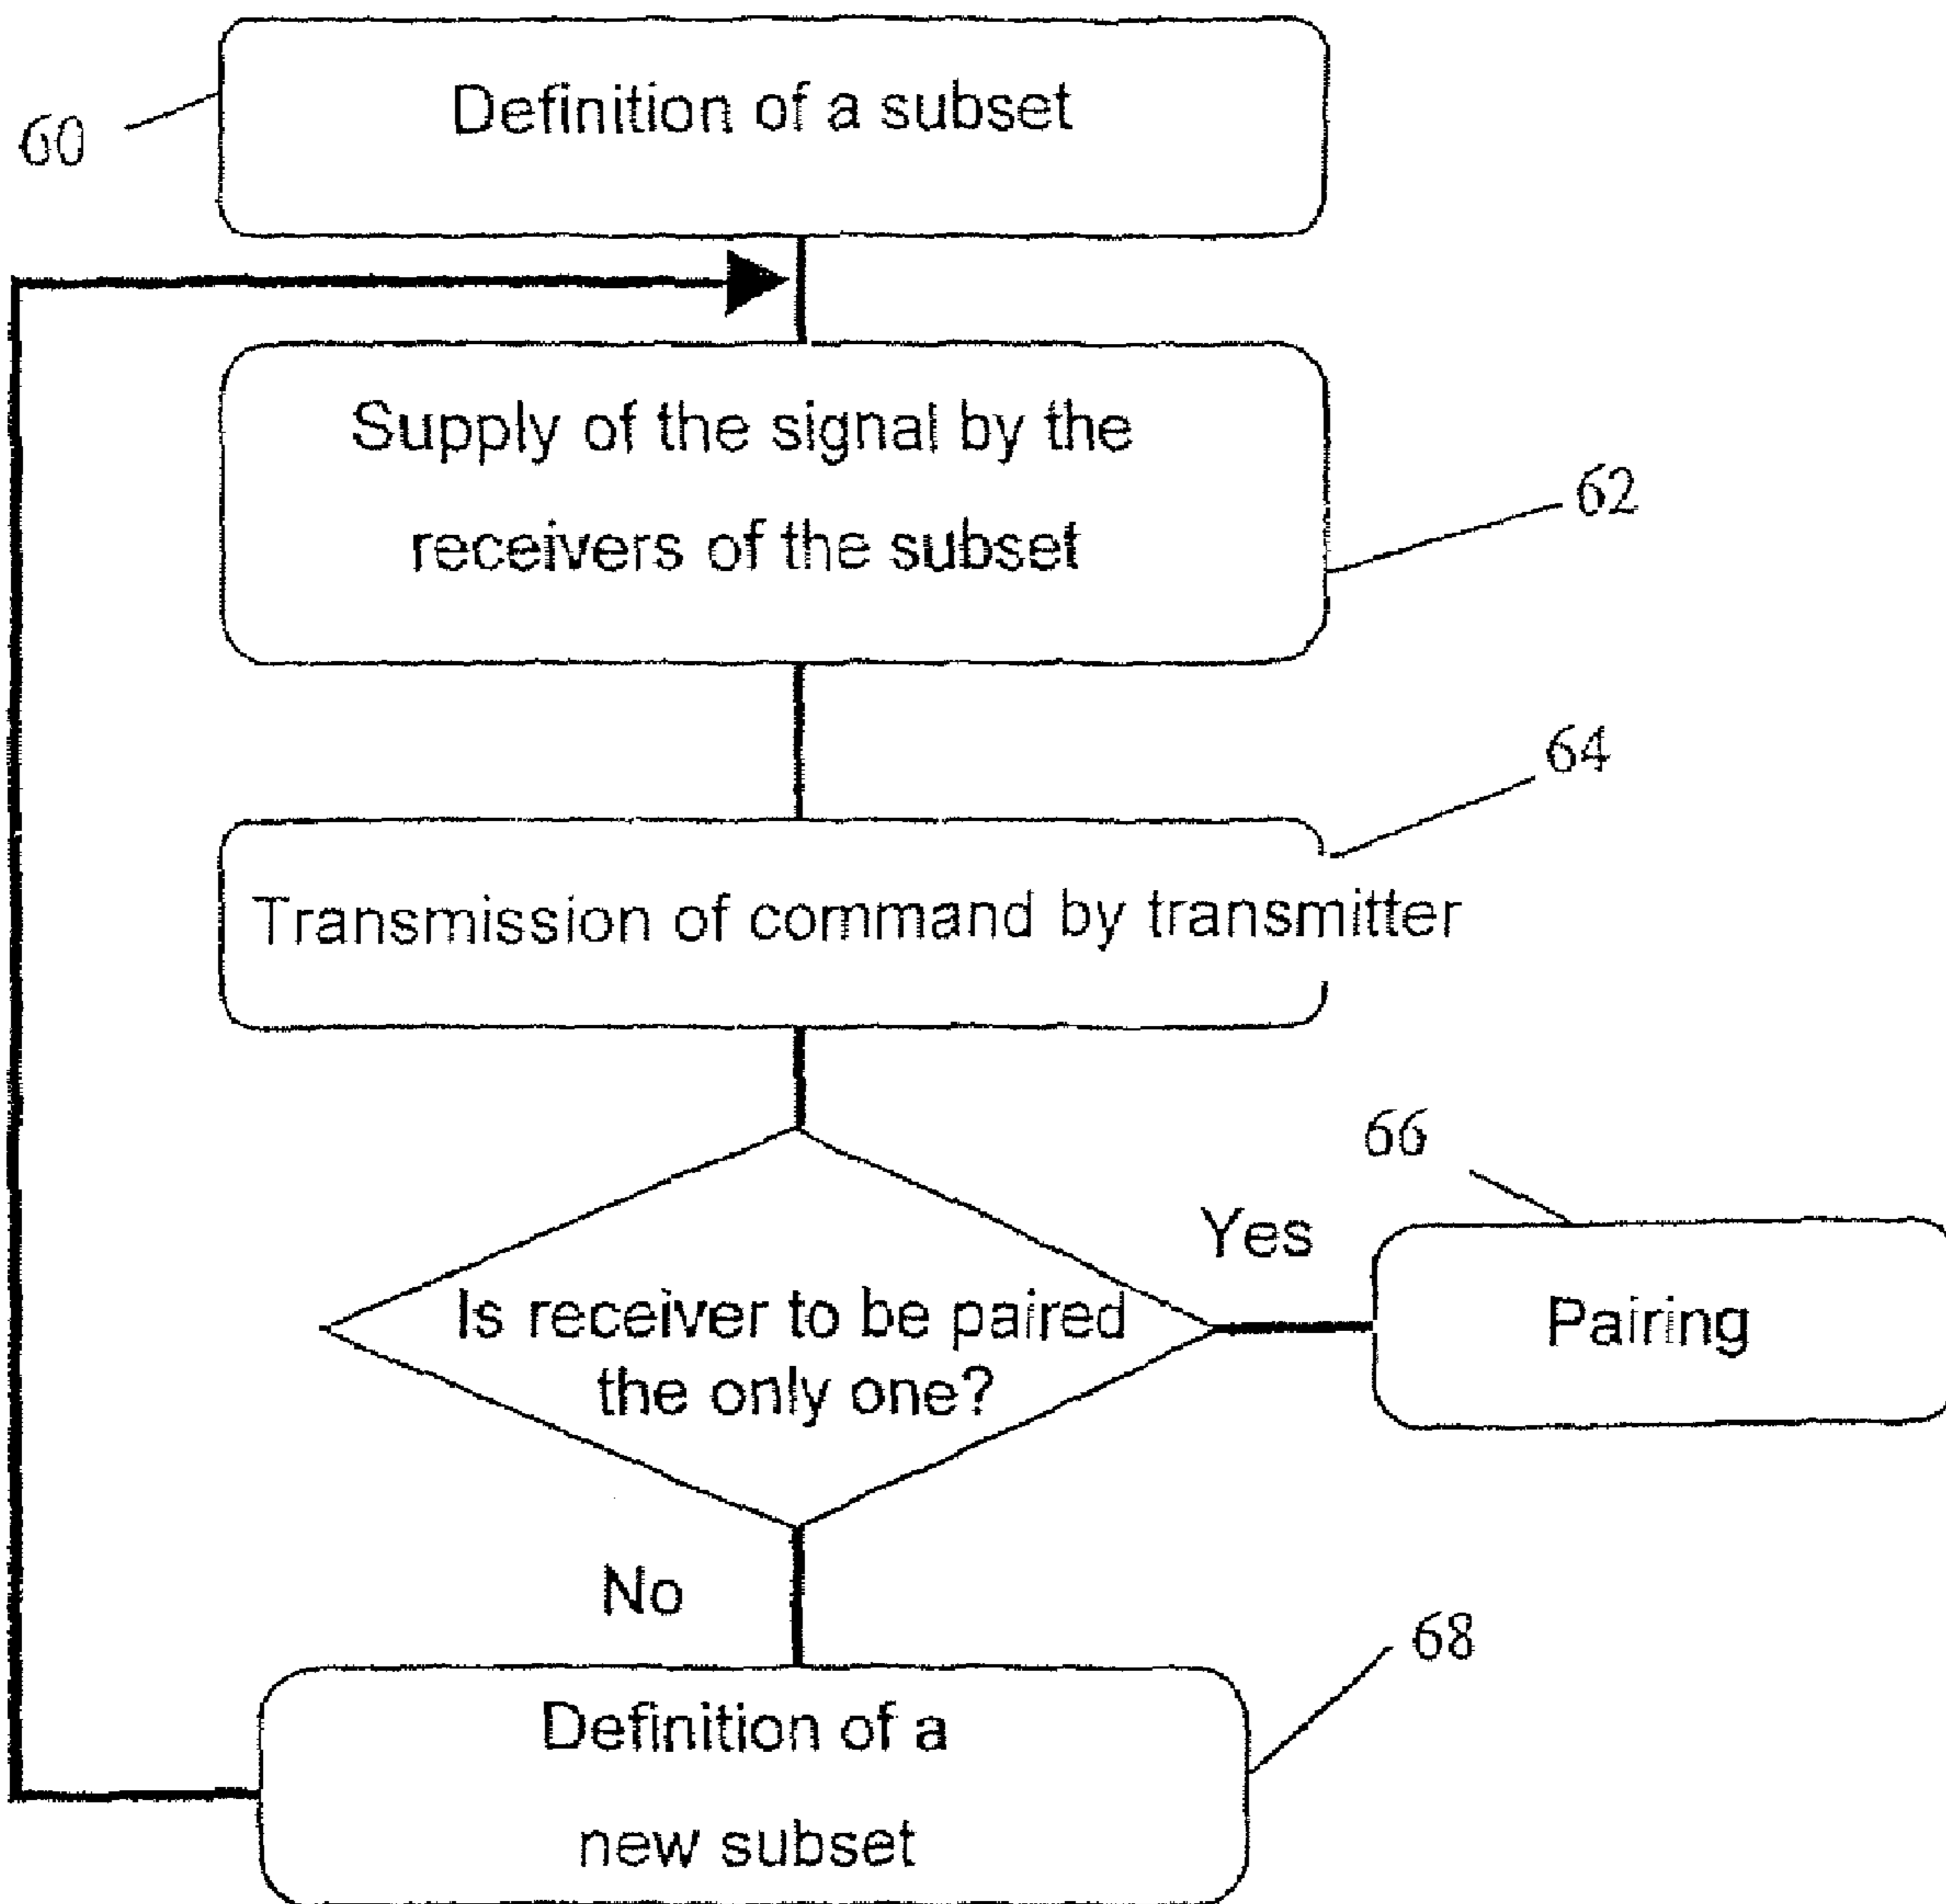 Definition of a subset
60
Supply of the signal by the
receivers of the subset
62
64
Transmission of command by transmitter
66
Yes
Is receiver to be paired
the only one?
Pairing
No
68
Definition of a
new subset